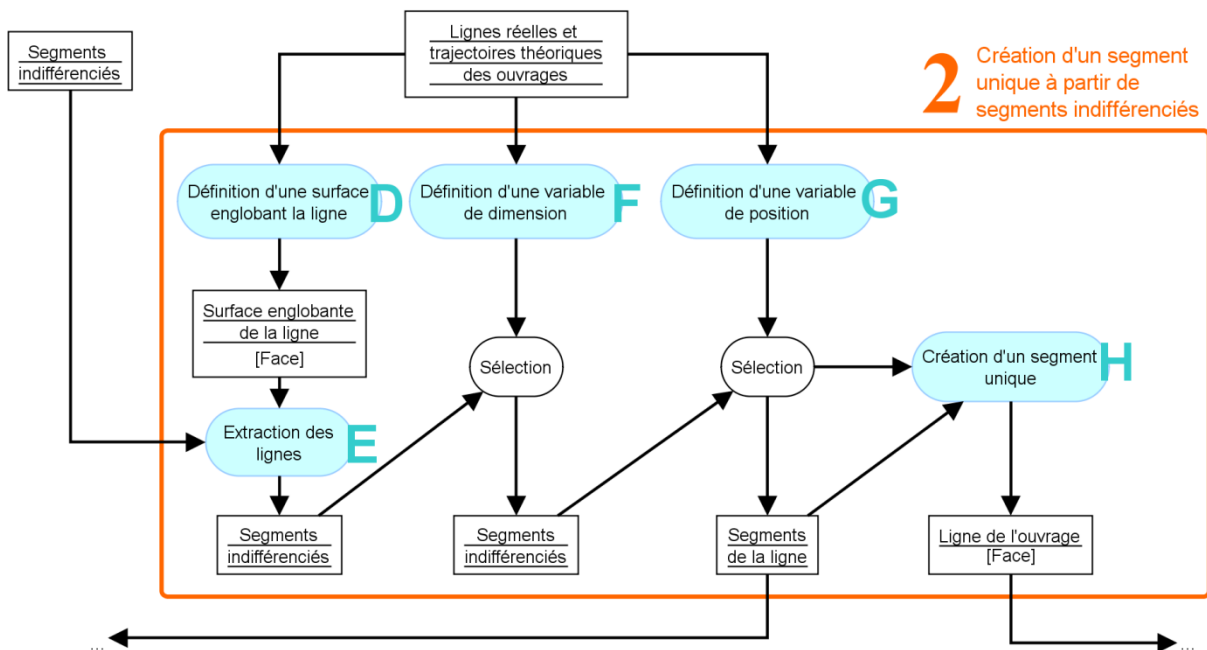 Lignes réelles et
trajectoires théoriques
des ouvrages
Segments
indifférenciés
2
Création d'un segment
unique à partir de
segments indifférenciés
Définition d'une surface
englobant la ligne
D
Définition d'une variable
de dimension
F
Définition d'une variable
de position
G
Surface englobante
de la ligne
[Face]
Sélection
Sélection
Création d'un segment
unique
H
Extraction des
lignes
E
Segments
indifférenciés
Segments
indifférenciés
Segments
de la ligne
Ligne de l'ouvrage
[Face]
...
...